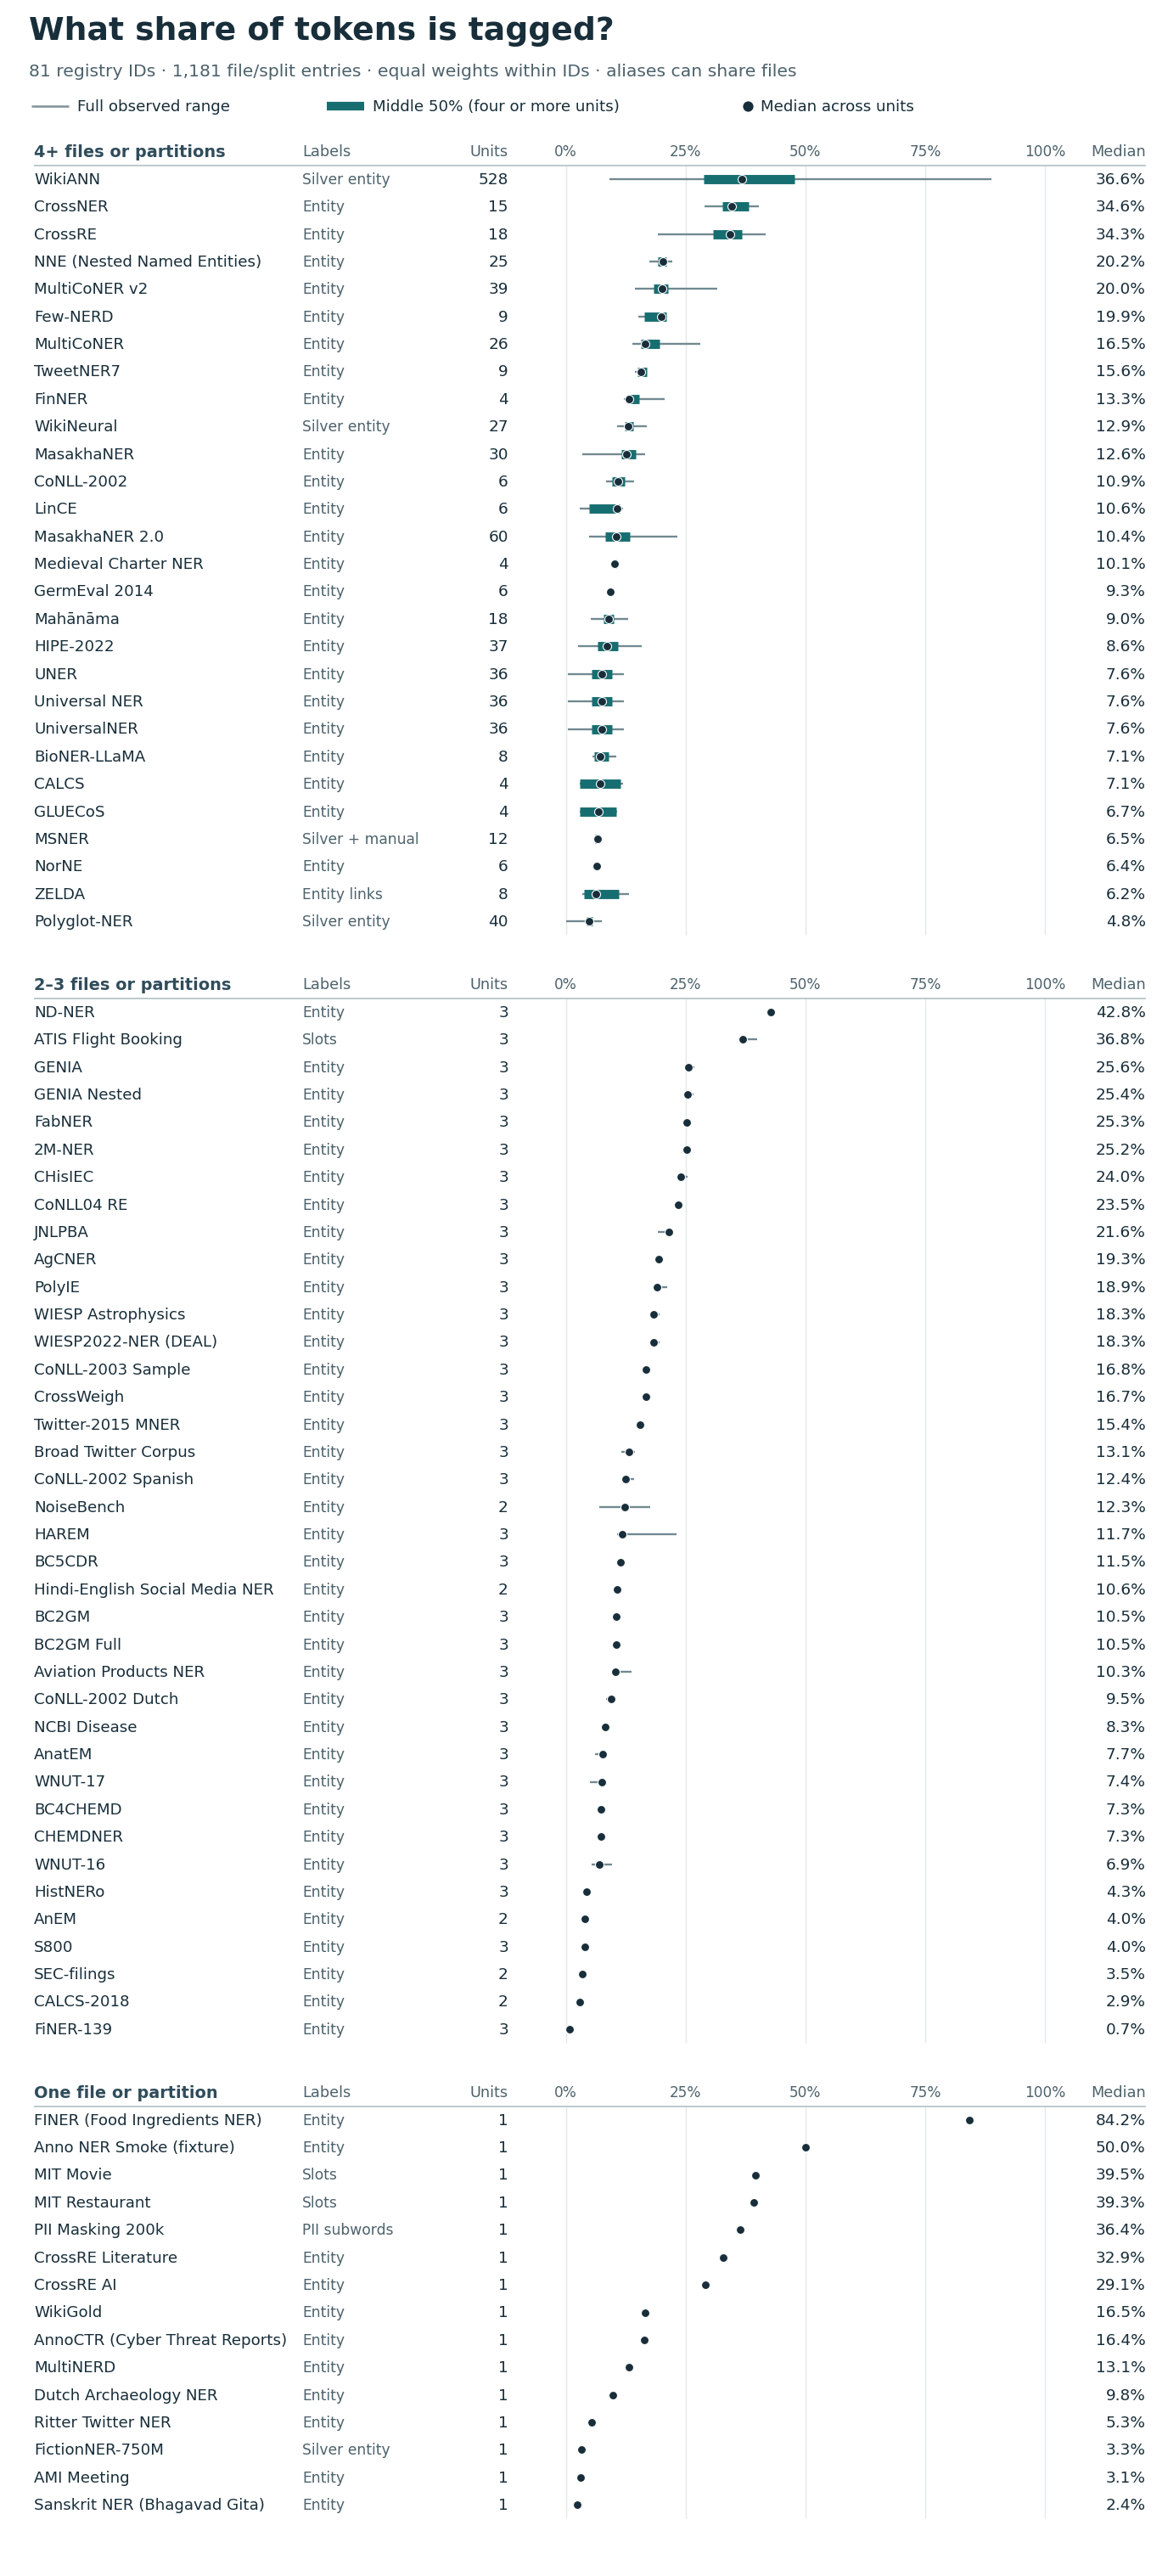 What share of tokens is tagged?
81 registry IDs · 1,181 file/split entries · equal weights within IDs · aliases can share files
Full observed range Middle 50% (four or more units) Median across units
4+ files or partitions Labels Units 0% 25% 50% 75% 100% Median
WikiANN Silver entity 528 36.6%
CrossNER Entity 15 34.6%
CrossRE Entity 18 34.3%
NNE (Nested Named Entities) Entity 25 20.2%
MultiCoNER v2 Entity 39 20.0%
Few-NERD Entity 9 19.9%
MultiCoNER Entity 26 16.5%
TweetNER7 Entity 9 15.6%
FinNER Entity 4 13.3%
WikiNeural Silver entity 27 12.9%
MasakhaNER Entity 30 12.6%
CoNLL-2002 Entity 6 10.9%
LinCE Entity 6 10.6%
MasakhaNER 2.0 Entity 60 10.4%
Medieval Charter NER Entity 4 10.1%
GermEval 2014 Entity 6 9.3%
Mahānāma Entity 18 9.0%
HIPE-2022 Entity 37 8.6%
UNER Entity 36 7.6%
Universal NER Entity 36 7.6%
UniversalNER Entity 36 7.6%
BioNER-LLaMA Entity 8 7.1%
CALCS Entity 4 7.1%
GLUECoS Entity 4 6.7%
MSNER Silver + manual 12 6.5%
NorNE Entity 6 6.4%
ZELDA Entity links 8 6.2%
Polyglot-NER Silver entity 40 4.8%
2–3 files or partitions Labels Units 0% 25% 50% 75% 100% Median
ND-NER Entity 3 42.8%
ATIS Flight Booking Slots 3 36.8%
GENIA Entity 3 25.6%
GENIA Nested Entity 3 25.4%
FabNER Entity 3 25.3%
2M-NER Entity 3 25.2%
CHisIEC Entity 3 24.0%
CoNLL04 RE Entity 3 23.5%
JNLPBA Entity 3 21.6%
AgCNER Entity 3 19.3%
PolyIE Entity 3 18.9%
WIESP Astrophysics Entity 3 18.3%
WIESP2022-NER (DEAL) Entity 3 18.3%
CoNLL-2003 Sample Entity 3 16.8%
CrossWeigh Entity 3 16.7%
Twitter-2015 MNER Entity 3 15.4%
Broad Twitter Corpus Entity 3 13.1%
CoNLL-2002 Spanish Entity 3 12.4%
NoiseBench Entity 2 12.3%
HAREM Entity 3 11.7%
BC5CDR Entity 3 11.5%
Hindi-English Social Media NER Entity 2 10.6%
BC2GM Entity 3 10.5%
BC2GM Full Entity 3 10.5%
Aviation Products NER Entity 3 10.3%
CoNLL-2002 Dutch Entity 3 9.5%
NCBI Disease Entity 3 8.3%
AnatEM Entity 3 7.7%
WNUT-17 Entity 3 7.4%
BC4CHEMD Entity 3 7.3%
CHEMDNER Entity 3 7.3%
WNUT-16 Entity 3 6.9%
HistNERo Entity 3 4.3%
AnEM Entity 2 4.0%
S800 Entity 3 4.0%
SEC-filings Entity 2 3.5%
CALCS-2018 Entity 2 2.9%
FiNER-139 Entity 3 0.7%
One file or partition Labels Units 0% 25% 50% 75% 100% Median
FINER (Food Ingredients NER) Entity 1 84.2%
Anno NER Smoke (fixture) Entity 1 50.0%
MIT Movie Slots 1 39.5%
MIT Restaurant Slots 1 39.3%
PII Masking 200k PII subwords 1 36.4%
CrossRE Literature Entity 1 32.9%
CrossRE AI Entity 1 29.1%
WikiGold Entity 1 16.5%
AnnoCTR (Cyber Threat Reports) Entity 1 16.4%
MultiNERD Entity 1 13.1%
Dutch Archaeology NER Entity 1 9.8%
Ritter Twitter NER Entity 1 5.3%
FictionNER-750M Silver entity 1 3.3%
AMI Meeting Entity 1 3.1%
Sanskrit NER (Bhagavad Gita) Entity 1 2.4%